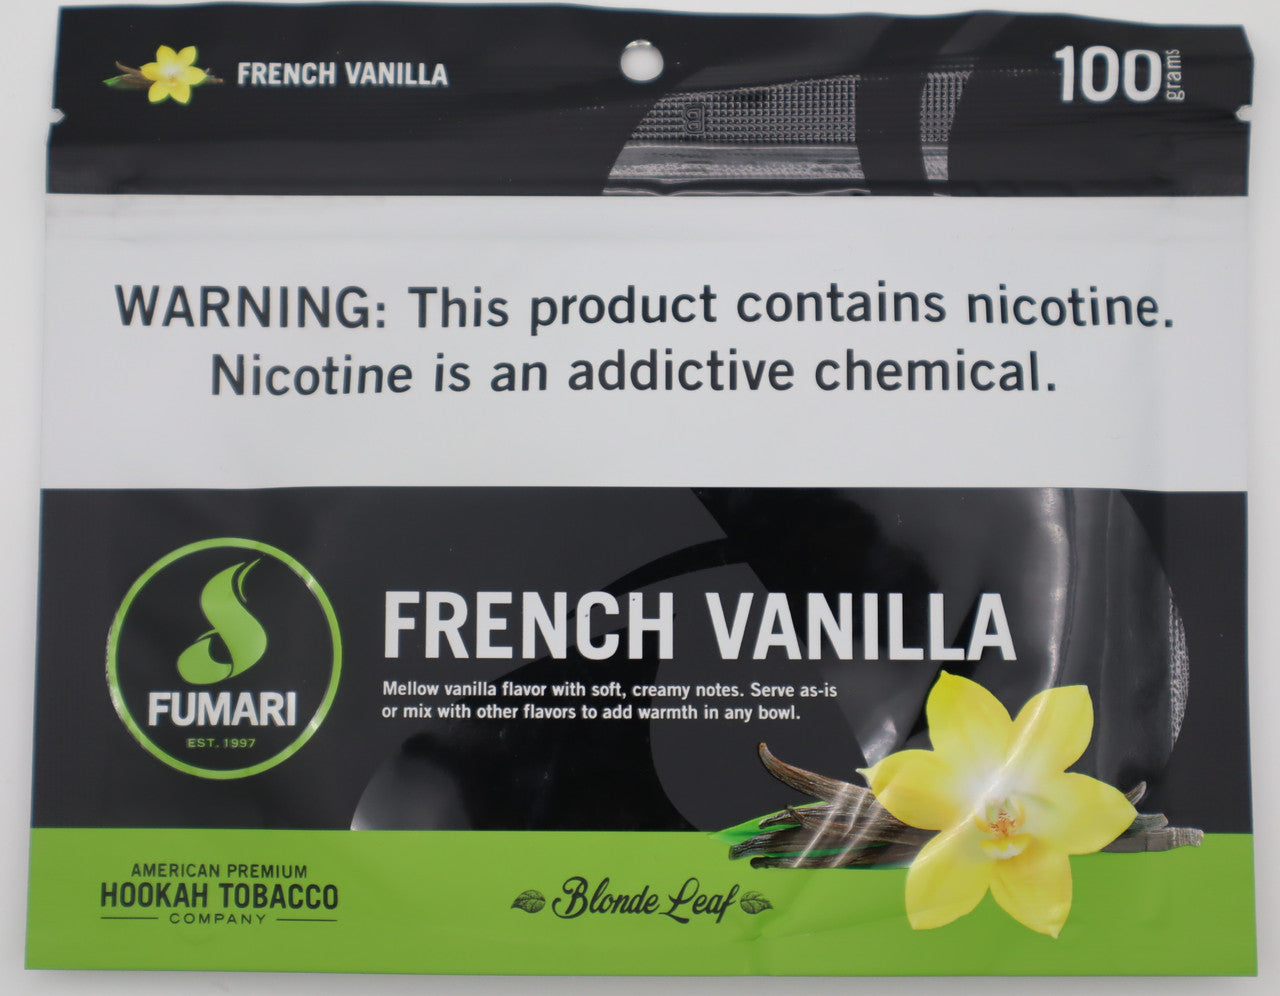 FRENCH VANILLA
100 grams
WARNING: This product contains nicotine.
Nicotine is an addictive chemical.
FUMARI
EST. 1997
FRENCH VANILLA
Mellow vanilla flavor with soft, creamy notes. Serve as-is
or mix with other flavors to add warmth in any bowl.
AMERICAN PREMIUM
HOOKAH TOBACCO
COMPANY
Blonde Leaf